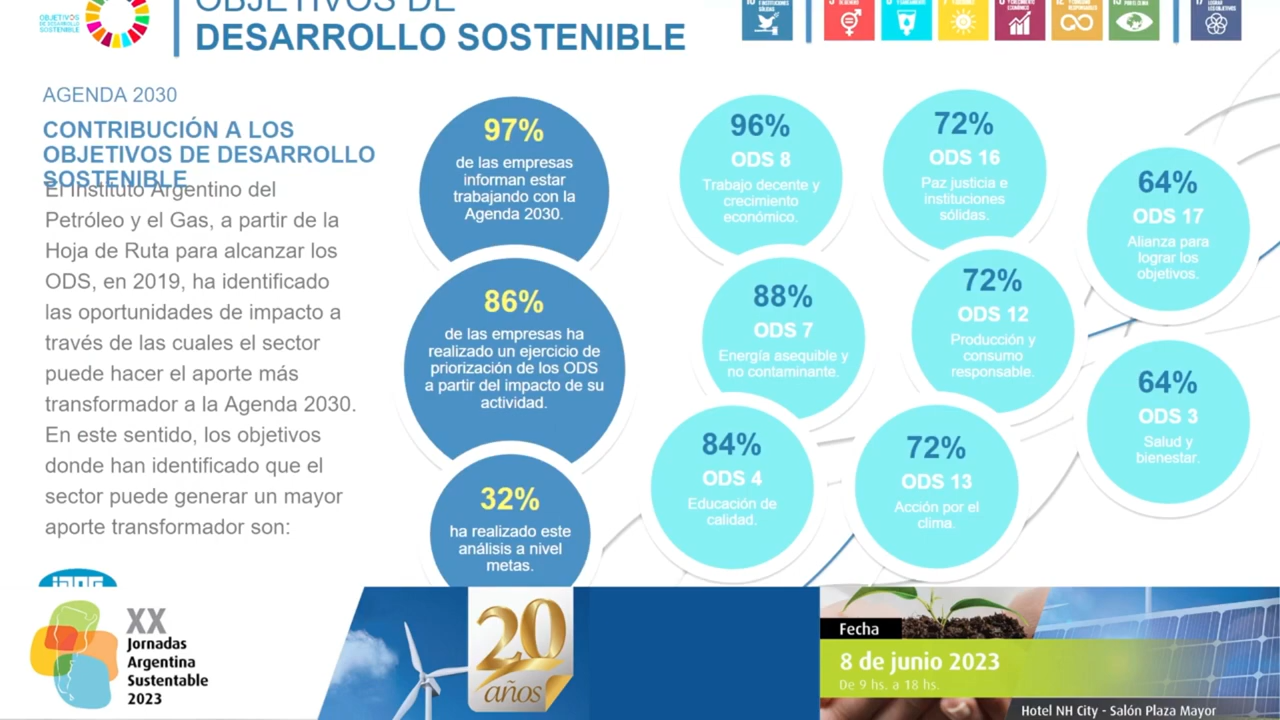 OBJETIVOS DE
DESARROLLO SOSTENIBLE
OBJETIVOS
DE DESARROLLO
SOSTENIBLE
AGENDA 2030
CONTRIBUCIÓN A LOS
OBJETIVOS DE DESARROLLO
SOSTENIBLE
El Instituto Argentino del
Petróleo y el Gas, a partir de la
Hoja de Ruta para alcanzar los
ODS, en 2019, ha identificado
las oportunidades de impacto a
través de las cuales el sector
puede hacer el aporte más
transformador a la Agenda 2030.
En este sentido, los objetivos
donde han identificado que el
sector puede generar un mayor
aporte transformador son:
97%
de las empresas
informan estar
trabajando con la
Agenda 2030.
86%
de las empresas ha
realizado un ejercicio de
priorización de los ODS
a partir del impacto de su
actividad.
32%
ha realizado este
análisis a nivel
metas.
96%
ODS 8
Trabajo decente y
crecimiento
económico.
88%
ODS 7
Energía asequible y
no contaminante.
84%
ODS 4
Educación de
calidad.
72%
ODS 16
Paz justicia e
instituciones
sólidas.
72%
ODS 12
Producción y
consumo
responsable.
72%
ODS 13
Acción por el
clima.
64%
ODS 17
Alianza para
lograr los
objetivos.
64%
ODS 3
Salud y
bienestar.
XX
Jornadas
Argentina
Sustentable
2023
20
años
Fecha
8 de junio 2023
De 9 hs. a 18 hs.
Hotel NH City - Salón Plaza Mayor